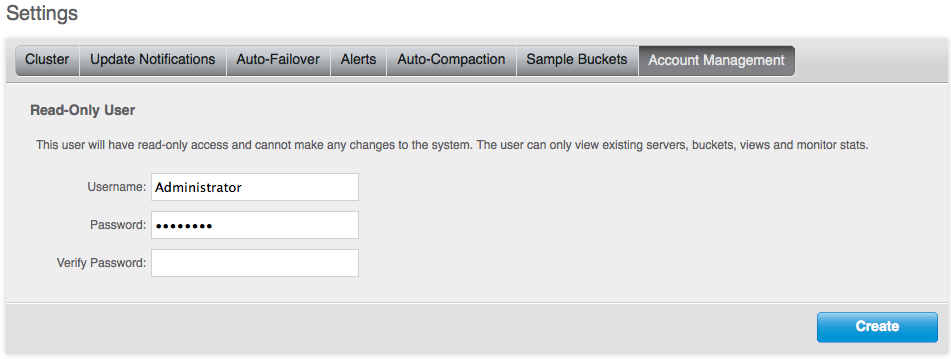 Settings
Cluster Update Notifications Auto-Failover Alerts Auto-Compaction Sample Buckets Account Management
Read-Only User
This user will have read-only access and cannot make any changes to the system. The user can only view existing servers, buckets, views and monitor stats.
Username: Administrator
Password: ••••••••
Verify Password:
Create